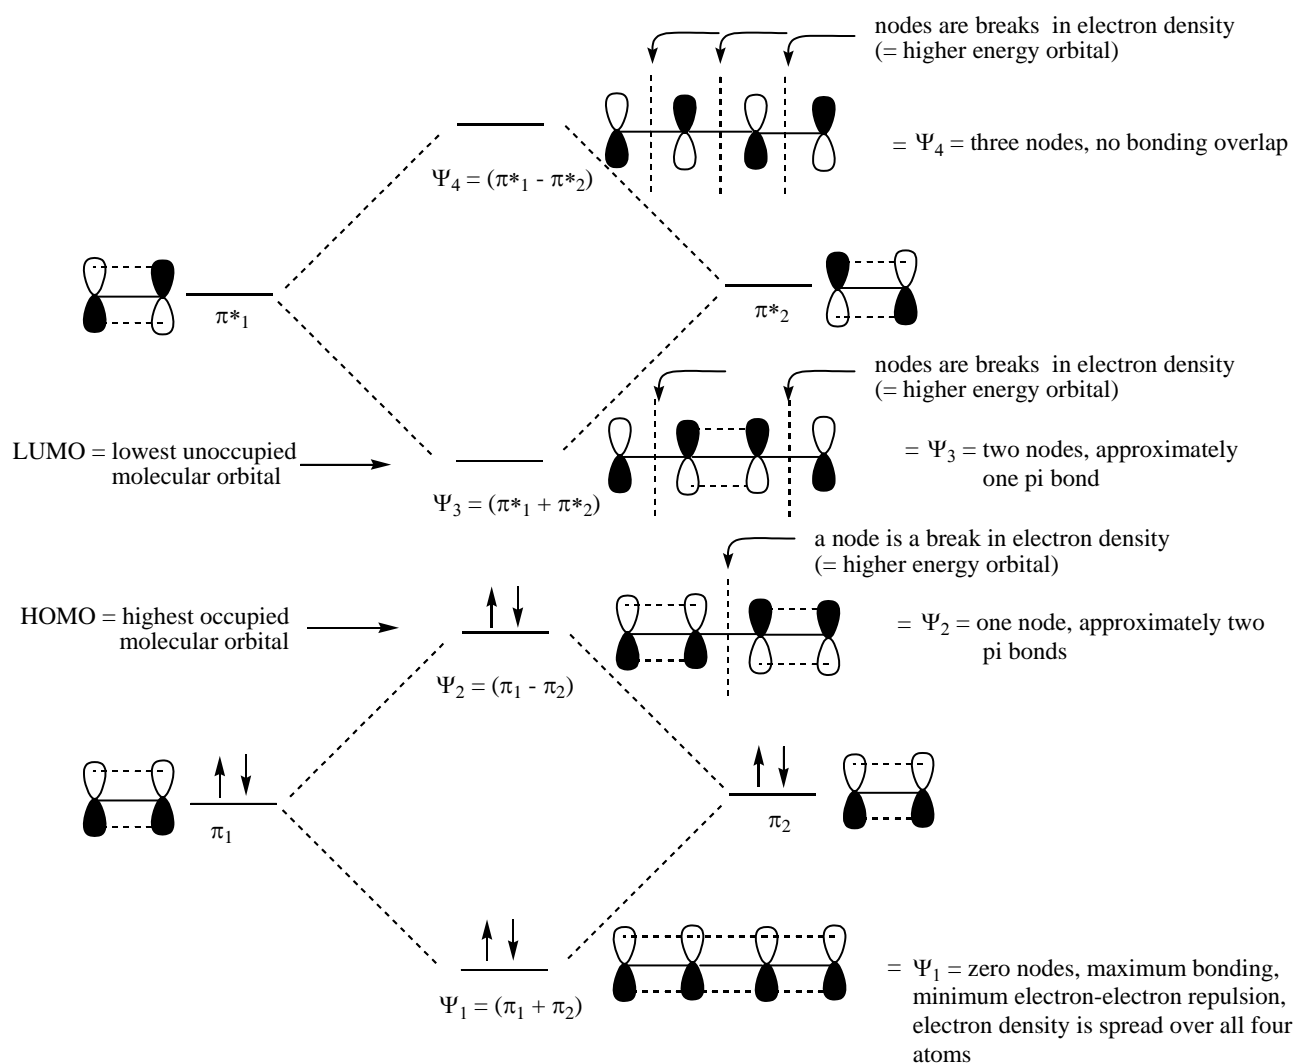 nodes are breaks in electron density
(= higher energy orbital)
= Ψ4 = three nodes, no bonding overlap
Ψ4 = (π*1 - π*2)
π*1
π*2
nodes are breaks in electron density
(= higher energy orbital)
LUMO = lowest unoccupied
molecular orbital
= Ψ3 = two nodes, approximately
one pi bond
Ψ3 = (π*1 + π*2)
a node is a break in electron density
(= higher energy orbital)
HOMO = highest occupied
molecular orbital
= Ψ2 = one node, approximately two
pi bonds
Ψ2 = (π1 - π2)
π1
π2
= Ψ1 = zero nodes, maximum bonding,
minimum electron-electron repulsion,
electron density is spread over all four
atoms
Ψ1 = (π1 + π2)